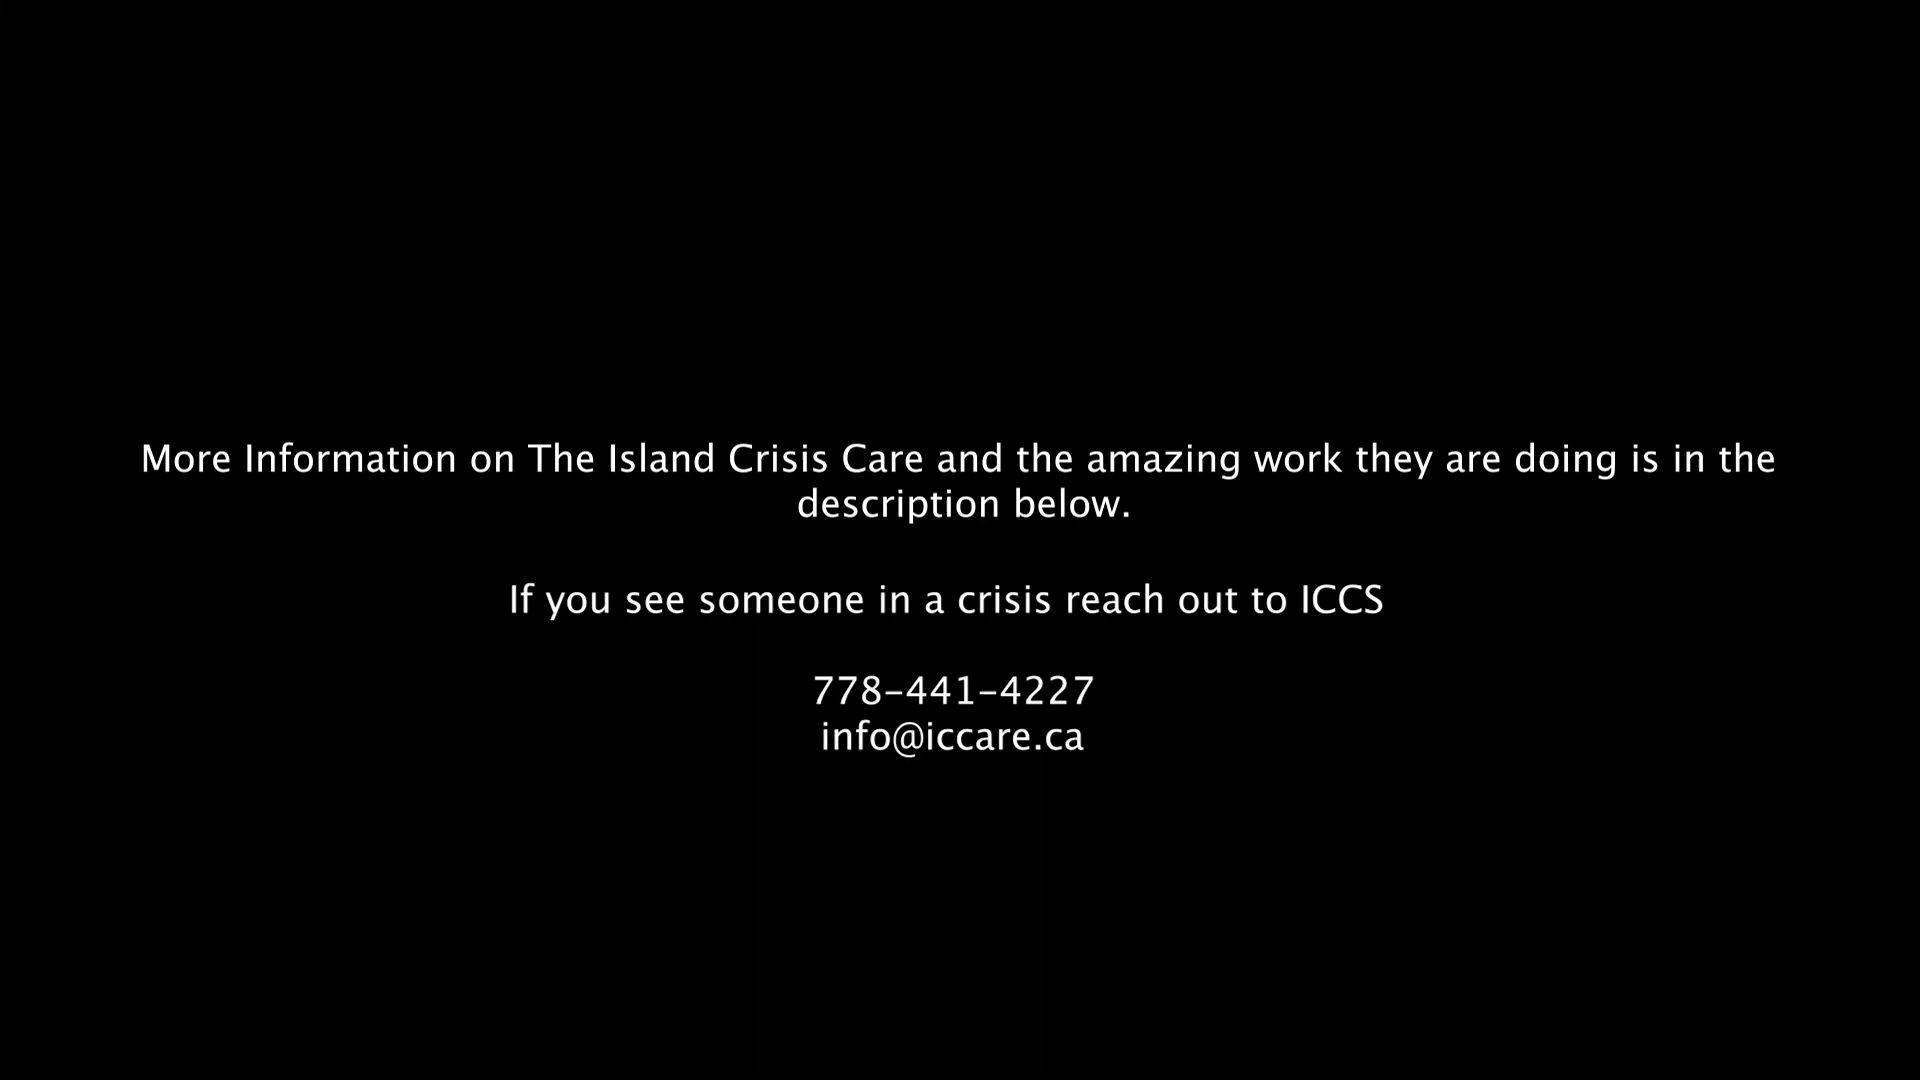 More Information on The Island Crisis Care and the amazing work they are doing is in the
description below.
If you see someone in a crisis reach out to ICCS
778-441-4227
info@iccare.ca